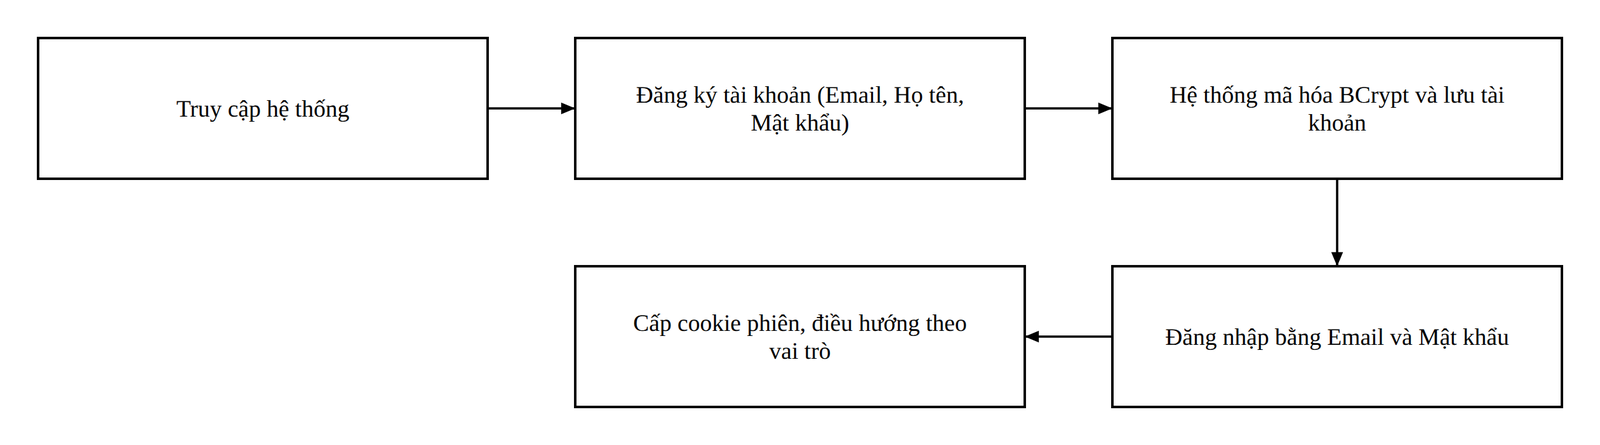 Truy cập hệ thống
Đăng ký tài khoản (Email, Họ tên,
Mật khẩu)
Hệ thống mã hóa BCrypt và lưu tài
khoản
Cấp cookie phiên, điều hướng theo
vai trò
Đăng nhập bằng Email và Mật khẩu